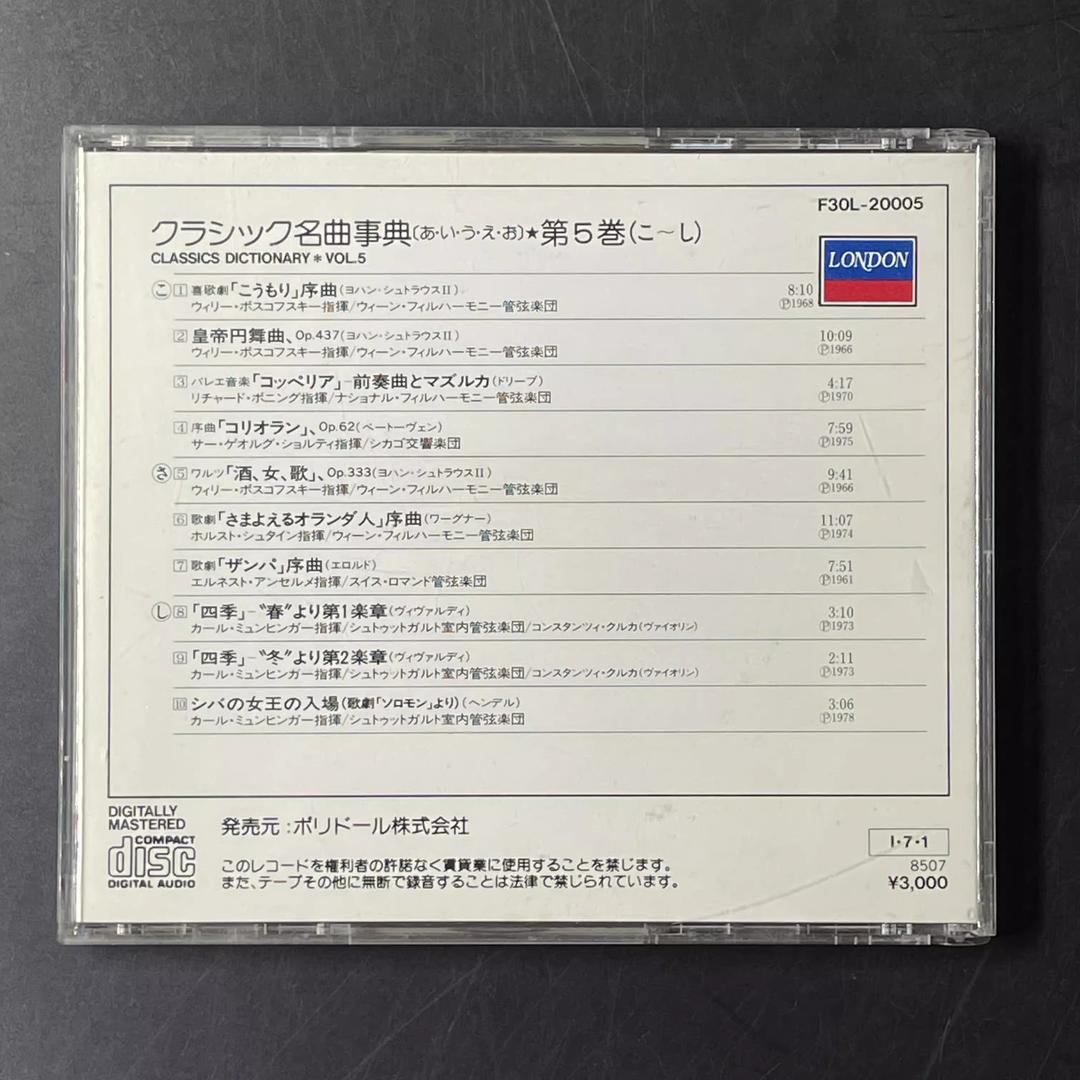 F30L-20005
クラシック名曲事典〔あ・い・う・え・お〕★第5巻(こ〜し)
CLASSICS DICTIONARY＊VOL.5
LONDON
こ 1 喜歌劇「こうもり」序曲(ヨハン・シュトラウスII) 8:10
ウィリー・ボスコフスキー指揮/ウィーン・フィルハーモニー管弦楽団 Ⓟ1968
2 皇帝円舞曲、Op.437(ヨハン・シュトラウスII) 10:09
ウィリー・ボスコフスキー指揮/ウィーン・フィルハーモニー管弦楽団 Ⓟ1966
3 バレエ音楽「コッペリア」-前奏曲とマズルカ(ドリーブ) 4:17
リチャード・ボニング指揮/ナショナル・フィルハーモニー管弦楽団 Ⓟ1970
4 序曲「コリオラン」、Op.62(ベートーヴェン) 7:59
サー・ゲオルグ・ショルティ指揮/シカゴ交響楽団 Ⓟ1975
さ 5 ワルツ「酒、女、歌」、Op.333(ヨハン・シュトラウスII) 9:41
ウィリー・ボスコフスキー指揮/ウィーン・フィルハーモニー管弦楽団 Ⓟ1966
6 歌劇「さまよえるオランダ人」序曲(ワーグナー) 11:07
ホルスト・シュタイン指揮/ウィーン・フィルハーモニー管弦楽団 Ⓟ1974
7 歌劇「ザンパ」序曲(エロルド) 7:51
エルネスト・アンセルメ指揮/スイス・ロマンド管弦楽団 Ⓟ1961
し 8 「四季」-“春”より第1楽章(ヴィヴァルディ) 3:10
カール・ミュンヒンガー指揮/シュトゥットガルト室内管弦楽団/コンスタンツィ・クルカ(ヴァイオリン) Ⓟ1973
9 「四季」-“冬”より第2楽章(ヴィヴァルディ) 2:11
カール・ミュンヒンガー指揮/シュトゥットガルト室内管弦楽団/コンスタンツィ・クルカ(ヴァイオリン) Ⓟ1973
10 シバの女王の入場(歌劇「ソロモン」より)(ヘンデル) 3:06
カール・ミュンヒンガー指揮/シュトゥットガルト室内管弦楽団 Ⓟ1978
DIGITALLY
MASTERED
COMPACT
disc
DIGITAL AUDIO
発売元：ポリドール株式会社
このレコードを権利者の許諾なく賃貸業に使用することを禁じます。
また、テープその他に無断で録音することは法律で禁じられています。
I・7・1
8507
¥3,000